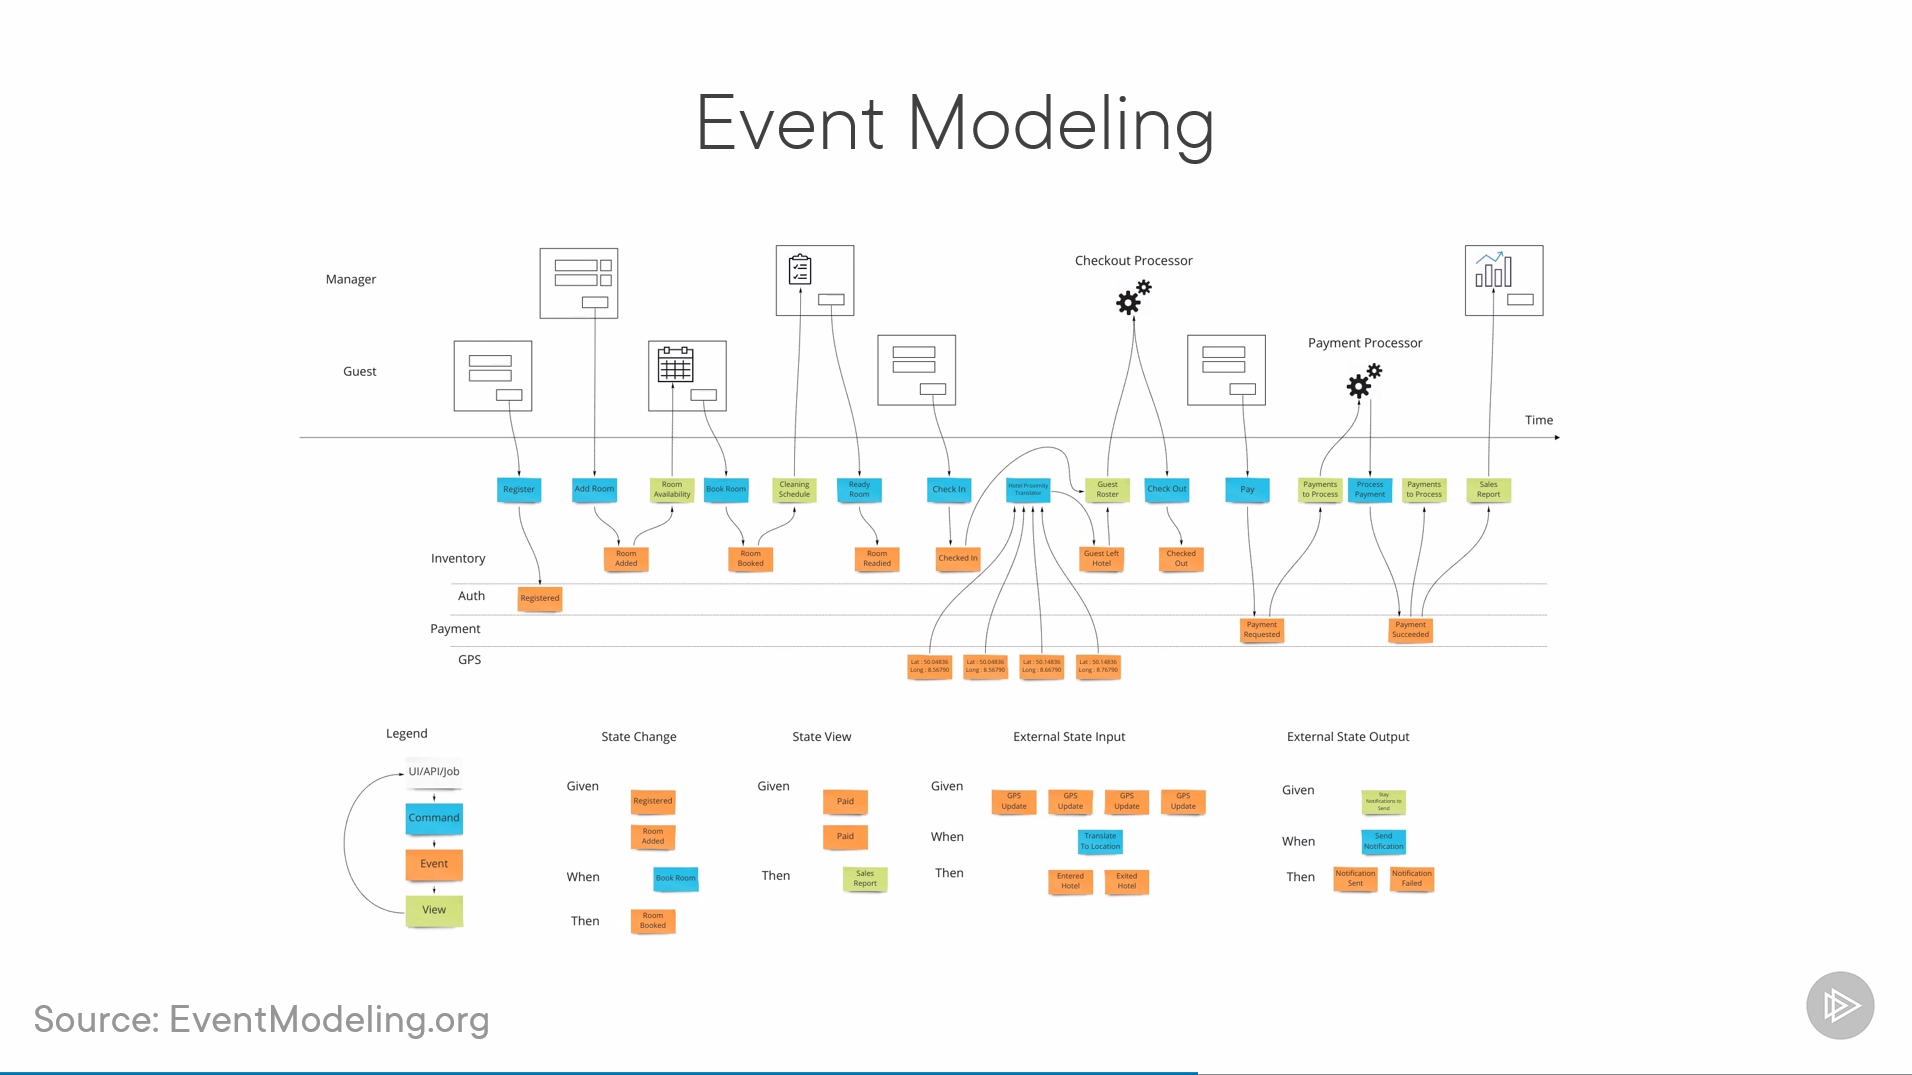 Event Modeling
Manager
Checkout Processor
Guest
Payment Processor
Time
Register
Add Room
Room
Availability
Book Room
Cleaning
Schedule
Ready
Room
Check In
Hotel Proximity
Translator
Guest
Roster
Check Out
Pay
Payments
to Process
Process
Payment
Payments
to Process
Sales
Report
Inventory
Room
Added
Room
Booked
Room
Readied
Checked In
Guest Left
Hotel
Checked
Out
Auth
Registered
Payment
Payment
Requested
Payment
Succeeded
GPS
Lat : 50.04836
Long : 8.56790
Lat : 50.04836
Long : 8.56790
Lat : 50.14836
Long : 8.66790
Lat : 50.14836
Long : 8.76790
Legend
UI/API/Job
Command
Event
View
State Change
Given
Registered
Room
Added
When
Book Room
Then
Room
Booked
State View
Given
Paid
Paid
Then
Sales
Report
External State Input
Given
GPS
Update
GPS
Update
GPS
Update
GPS
Update
When
Translate
To Location
Then
Entered
Hotel
Exited
Hotel
External State Output
Given
Stay
Notifications to
Send
When
Send
Notification
Then
Notification
Sent
Notification
Failed
Source: EventModeling.org